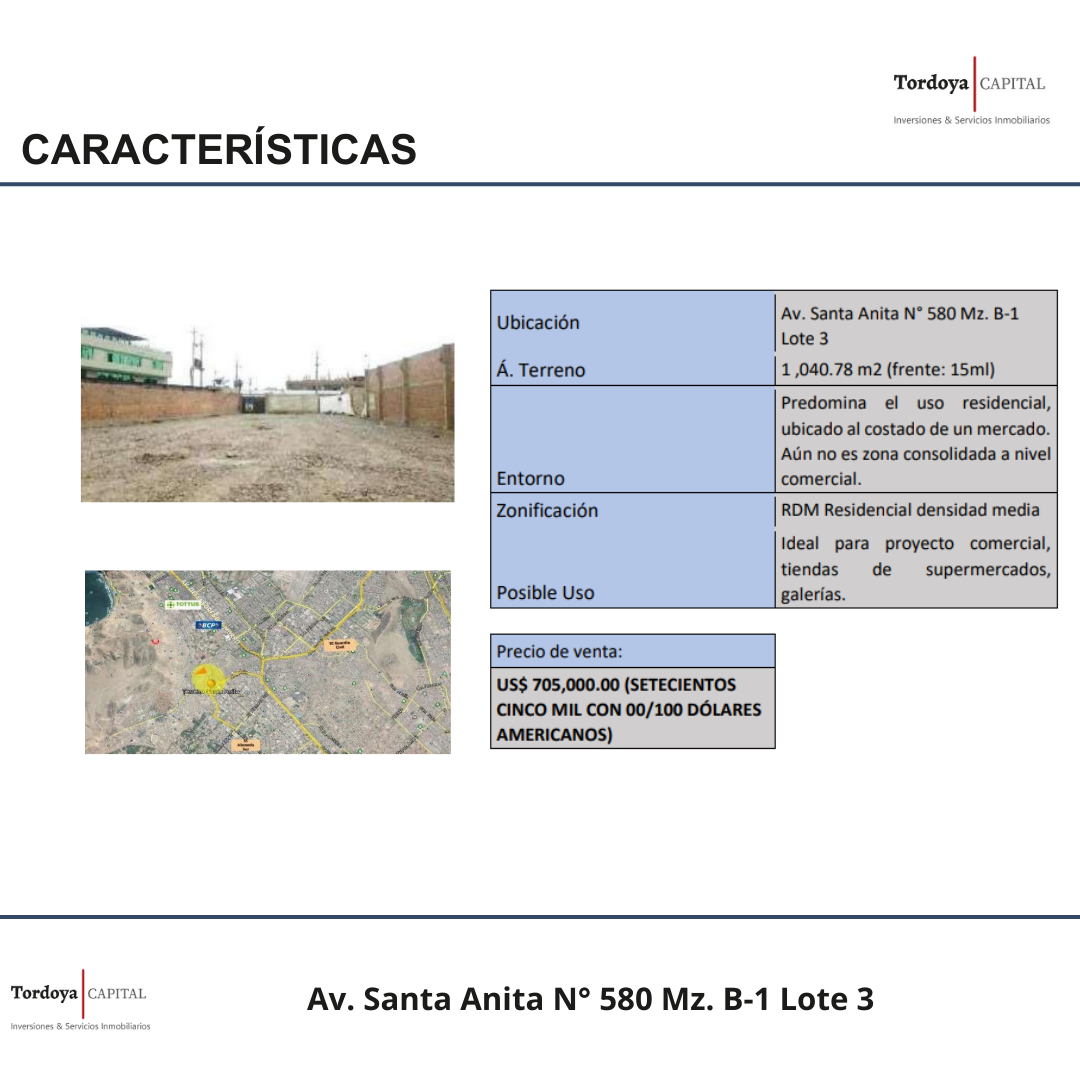 Tordoya CAPITAL
Inversiones & Servicios Inmobiliarios
CARACTERÍSTICAS
Ubicación
Av. Santa Anita N° 580 Mz. B-1
Lote 3
Á. Terreno
1 ,040.78 m2 (frente: 15ml)
Entorno
Predomina el uso residencial,
ubicado al costado de un mercado.
Aún no es zona consolidada a nivel
comercial.
Zonificación
RDM Residencial densidad media
Posible Uso
Ideal para proyecto comercial,
tiendas de supermercados,
galerías.
TOTTUS
BCP
Precio de venta:
US$ 705,000.00 (SETECIENTOS
CINCO MIL CON 00/100 DÓLARES
AMERICANOS)
Tordoya CAPITAL
Inversiones & Servicios Inmobiliarios
Av. Santa Anita N° 580 Mz. B-1 Lote 3